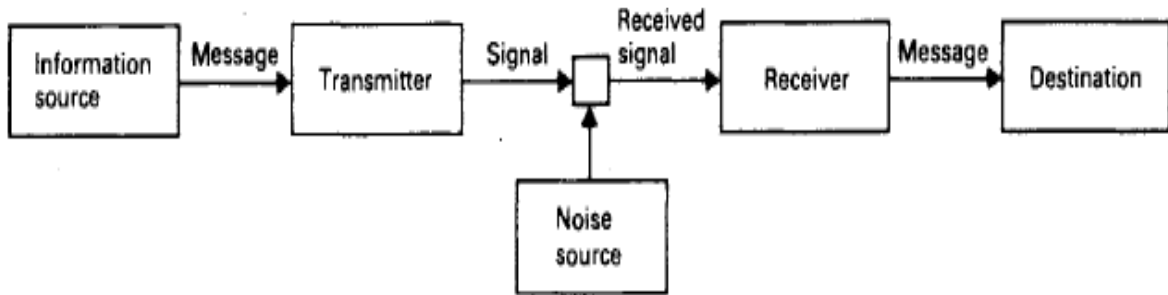 Information
source
Message
Transmitter
Signal
Received
signal
Receiver
Message
Destination
Noise
source